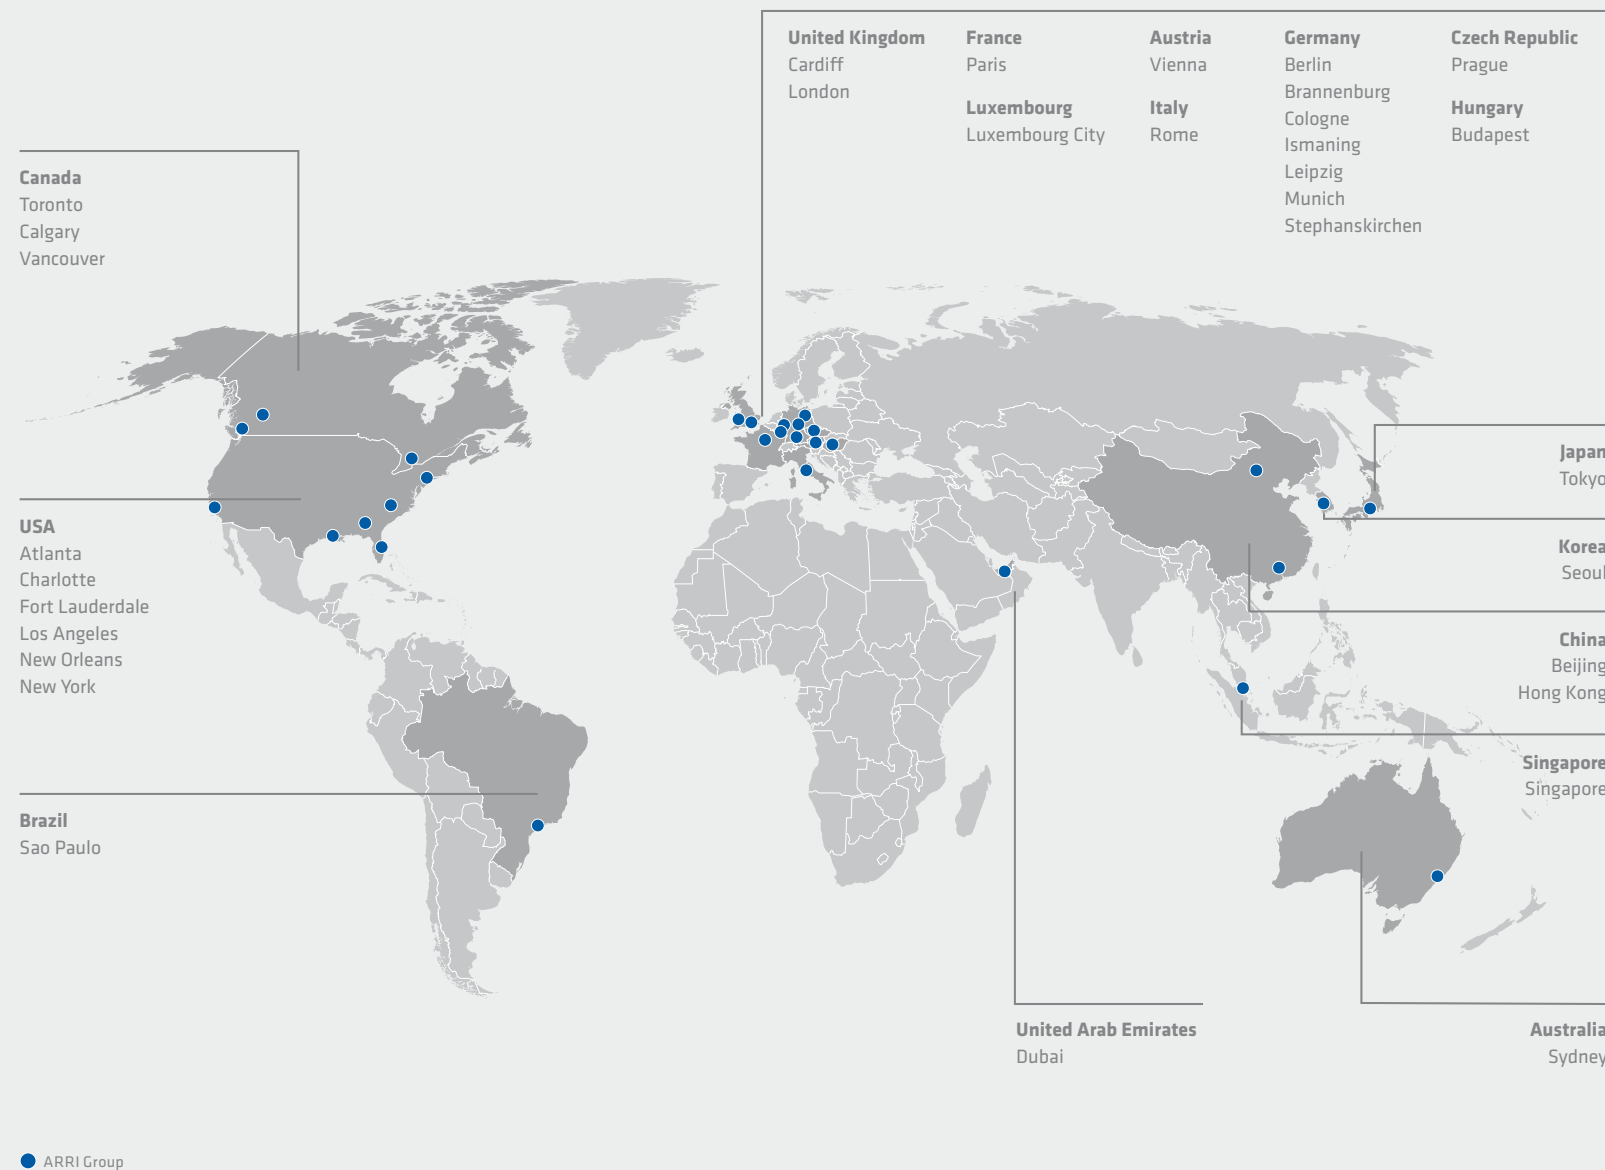 United Kingdom
Cardiff
London
France
Paris
Luxembourg
Luxembourg City
Austria
Vienna
Italy
Rome
Germany
Berlin
Brannenburg
Cologne
Ismaning
Leipzig
Munich
Stephanskirchen
Czech Republic
Prague
Hungary
Budapest
Canada
Toronto
Calgary
Vancouver
USA
Atlanta
Charlotte
Fort Lauderdale
Los Angeles
New Orleans
New York
Brazil
Sao Paulo
Japan
Tokyo
Korea
Seoul
China
Beijing
Hong Kong
Singapore
Singapore
United Arab Emirates
Dubai
Australia
Sydney
ARRI Group